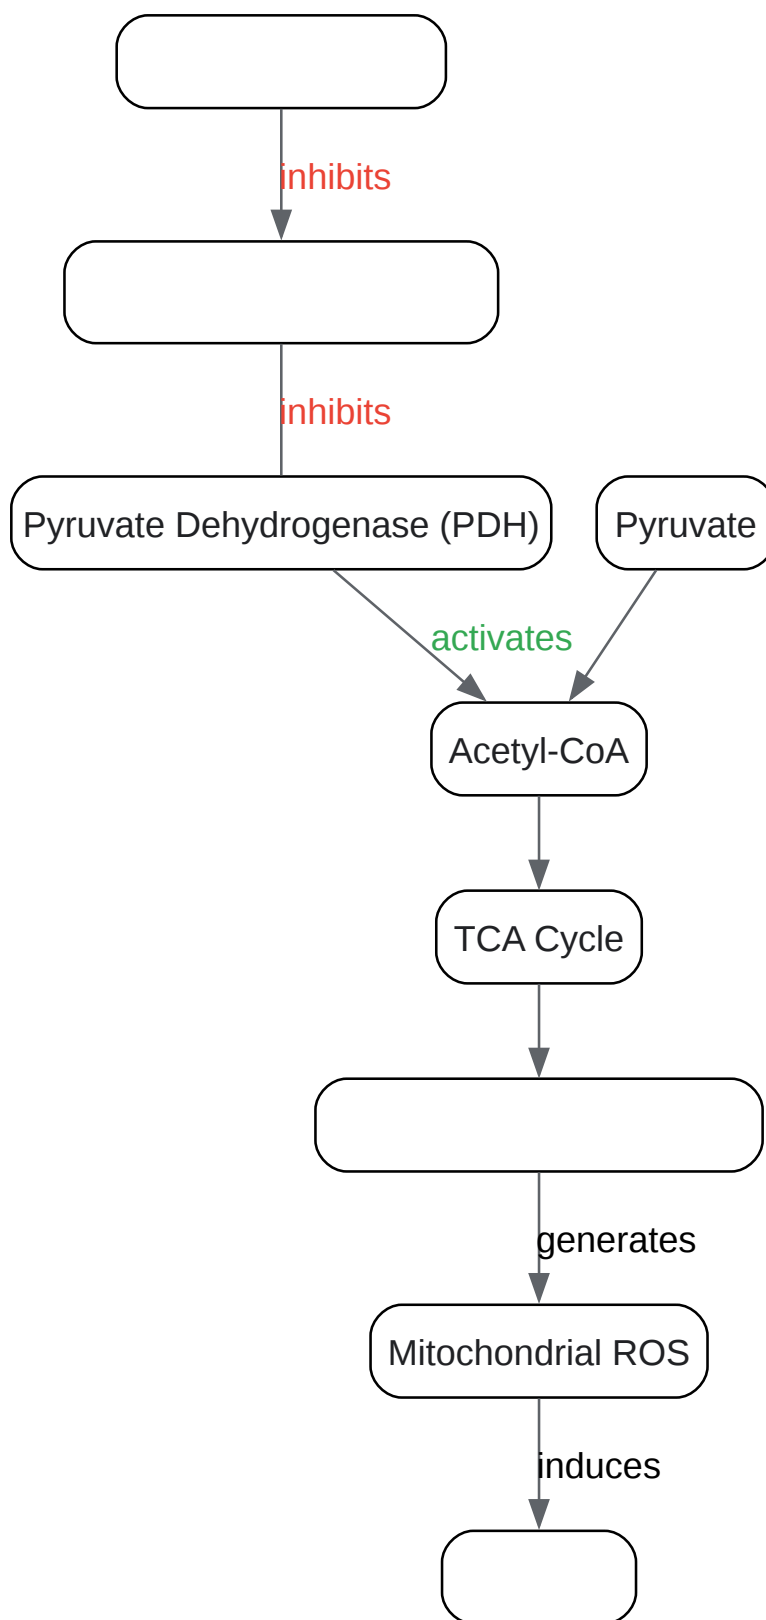 inhibits
inhibits
Pyruvate Dehydrogenase (PDH)
Pyruvate
activates
Acetyl-CoA
TCA Cycle
generates
Mitochondrial ROS
induces